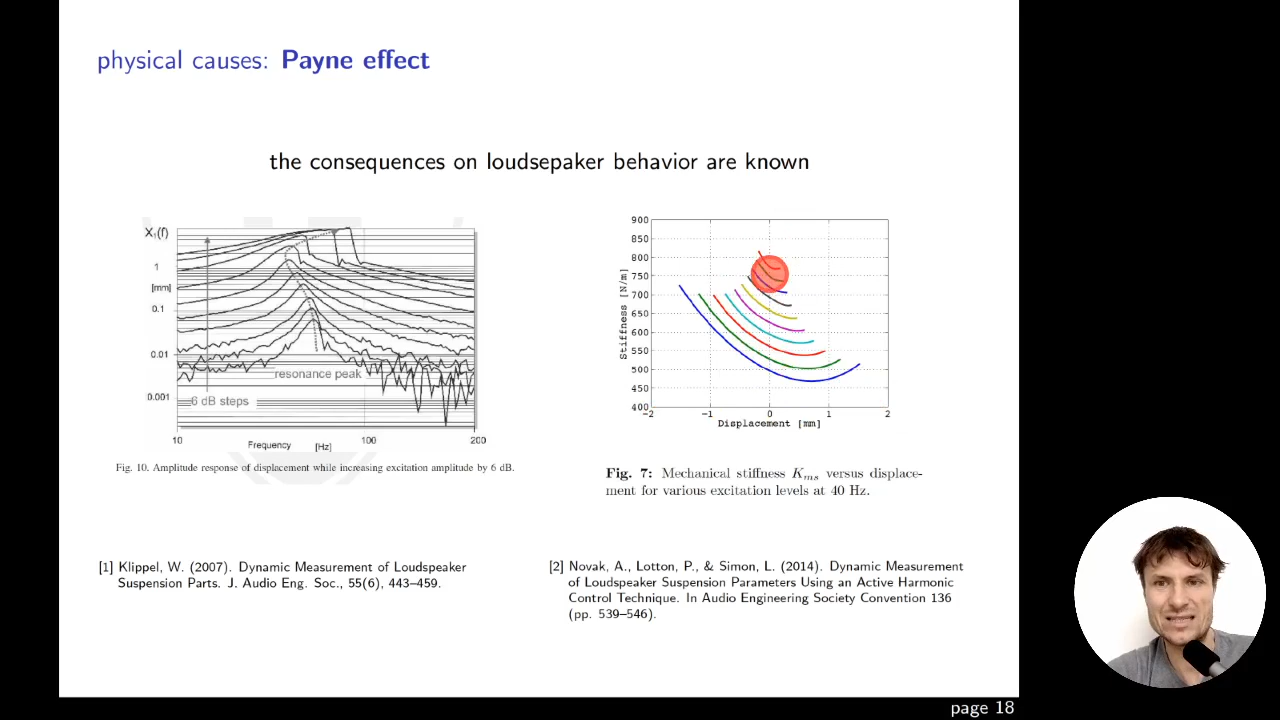 physical causes: Payne effect
the consequences on loudsepaker behavior are known
X₁(f)
1
[mm]
0.1
0.01
0.001
resonance peak
6 dB steps
10
100
200
Frequency
[Hz]
Fig. 10. Amplitude response of displacement while increasing excitation amplitude by 6 dB.
900
850
800
750
700
650
600
550
500
450
400
Stiffness [N/m]
−2
−1
0
1
2
Displacement [mm]
Fig. 7: Mechanical stiffness Kms versus displace-
ment for various excitation levels at 40 Hz.
[1] Klippel, W. (2007). Dynamic Measurement of Loudspeaker
Suspension Parts. J. Audio Eng. Soc., 55(6), 443–459.
[2] Novak, A., Lotton, P., & Simon, L. (2014). Dynamic Measurement
of Loudspeaker Suspension Parameters Using an Active Harmonic
Control Technique. In Audio Engineering Society Convention 136
(pp. 539–546).
page 18